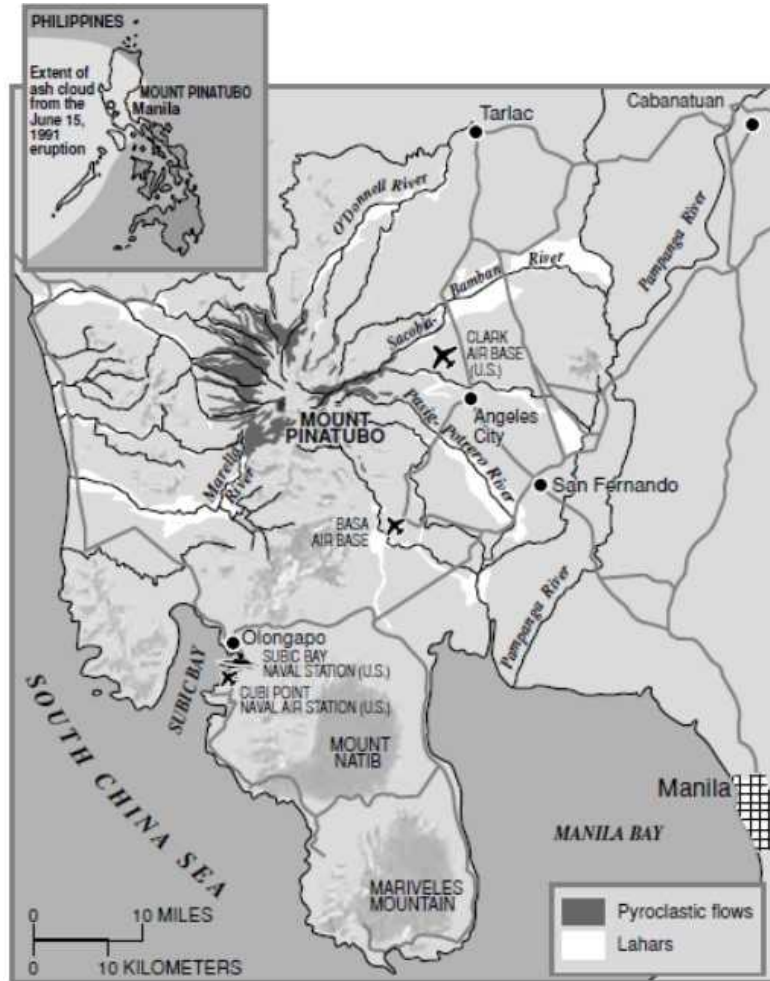 PHILIPPINES
Extent of
ash cloud
from the
June 15,
1991
eruption
MOUNT PINATUBO
Manila
Tarlac
Cabanatuan
O'Donnell River
Pampanga River
Sacobia-
Bamban
River
CLARK
AIR BASE
(U.S.)
MOUNT
PINATUBO
Angeles
City
Pasig-
Potrero River
Marella
River
San Fernando
BASA
AIR BASE
Pampanga River
Olongapo
SUBIC BAY
NAVAL STATION (U.S.)
SUBIC BAY
CUBI POINT
NAVAL AIR STATION (U.S.)
MOUNT
NATIB
SOUTH CHINA SEA
Manila
MANILA BAY
MARIVELES
MOUNTAIN
0 10 MILES
0 10 KILOMETERS
Pyroclastic flows
Lahars